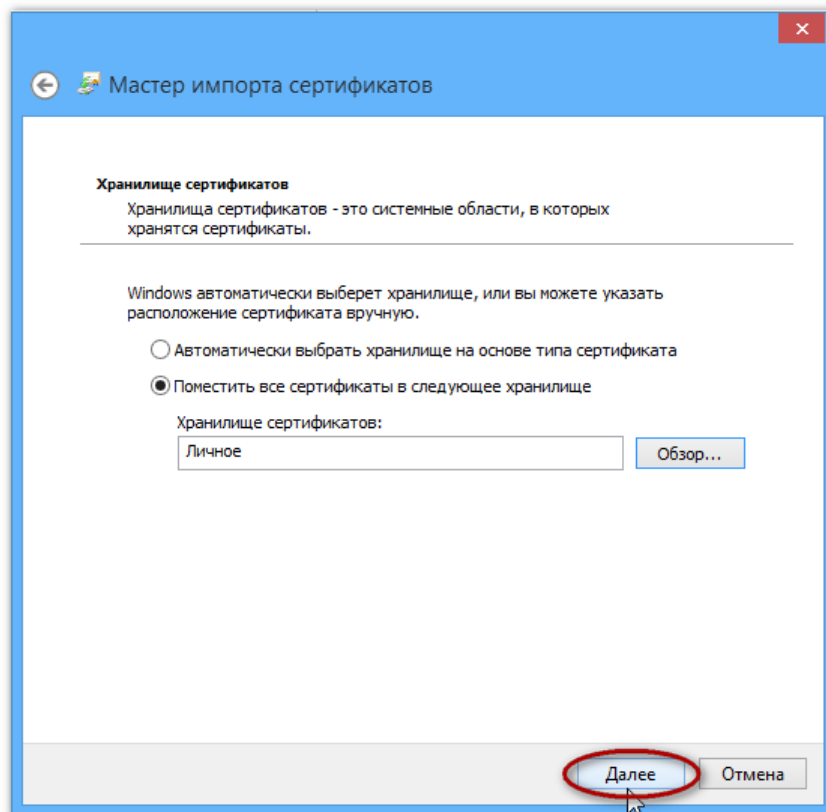 Мастер импорта сертификатов
Хранилище сертификатов
Хранилища сертификатов - это системные области, в которых
хранятся сертификаты.
Windows автоматически выберет хранилище, или вы можете указать
расположение сертификата вручную.
Автоматически выбрать хранилище на основе типа сертификата
Поместить все сертификаты в следующее хранилище
Хранилище сертификатов:
Личное
Обзор...
Далее
Отмена